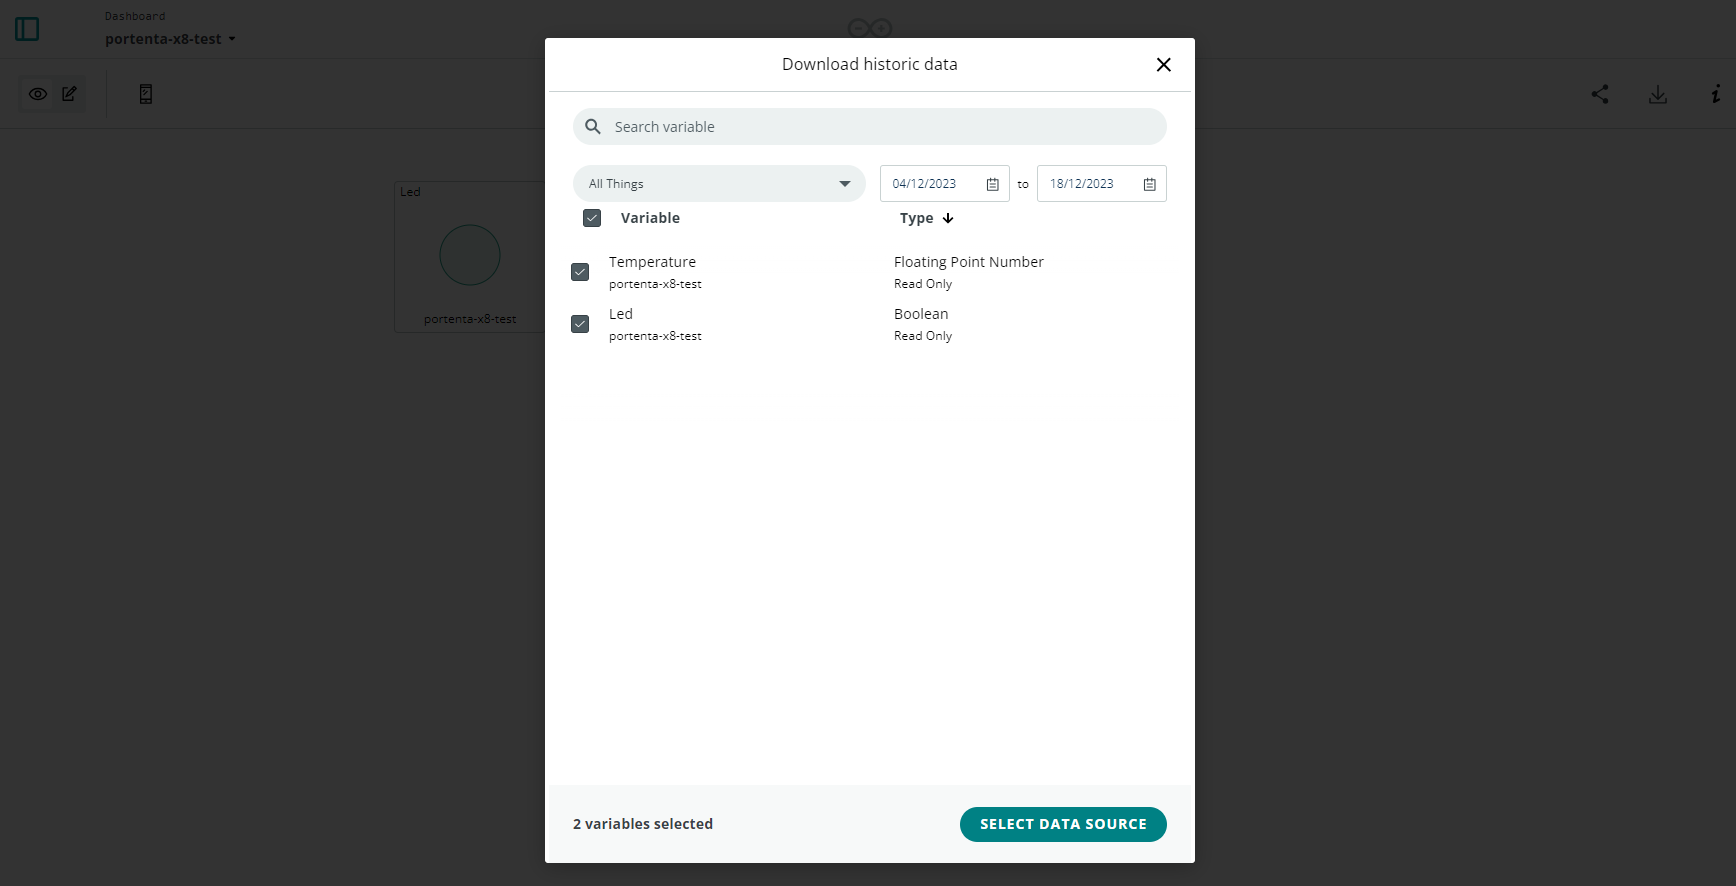 Dashboard
portenta-x8-test
Download historic data
Search variable
All Things
04/12/2023 to 18/12/2023
Variable Type
Temperature Floating Point Number
portenta-x8-test Read Only
Led Boolean
portenta-x8-test Read Only
2 variables selected
SELECT DATA SOURCE
Led
portenta-x8-test